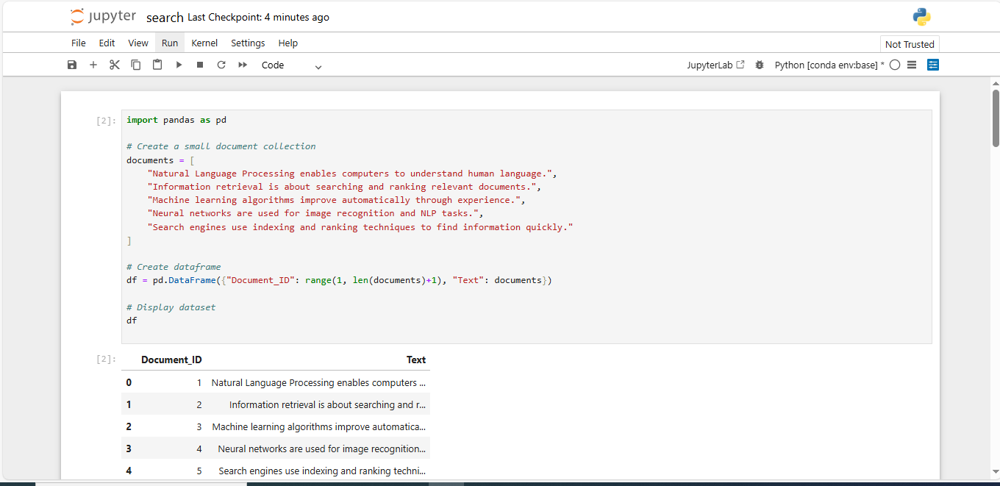 jupyter search Last Checkpoint: 4 minutes ago
File Edit View Run Kernel Settings Help
Not Trusted
Code
JupyterLab Python [conda env:base] *
[2]: import pandas as pd
# Create a small document collection
documents = [
"Natural Language Processing enables computers to understand human language.",
"Information retrieval is about searching and ranking relevant documents.",
"Machine learning algorithms improve automatically through experience.",
"Neural networks are used for image recognition and NLP tasks.",
"Search engines use indexing and ranking techniques to find information quickly."
]
# Create dataframe
df = pd.DataFrame({"Document_ID": range(1, len(documents)+1), "Text": documents})
# Display dataset
df
[2]: Document_ID Text
0 1 Natural Language Processing enables computers ...
1 2 Information retrieval is about searching and r...
2 3 Machine learning algorithms improve automatica...
3 4 Neural networks are used for image recognition...
4 5 Search engines use indexing and ranking techni...